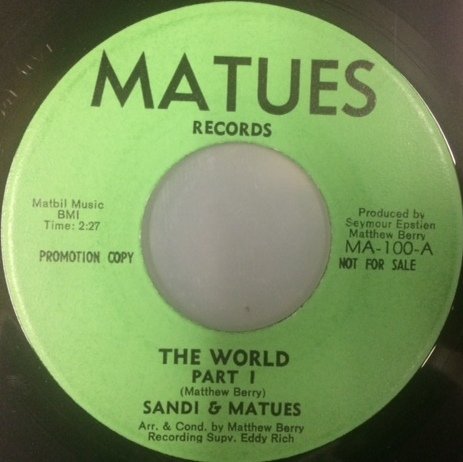 MATUES
RECORDS
Matbil Music
BMI
Time: 2:27
PROMOTION COPY
Produced by
Seymour Epstien
Matthew Berry
MA-100-A
NOT FOR SALE
THE WORLD
PART I
(Matthew Berry)
SANDI & MATUES
Arr. & Cond. by Matthew Berry
Recording Supv. Eddy Rich